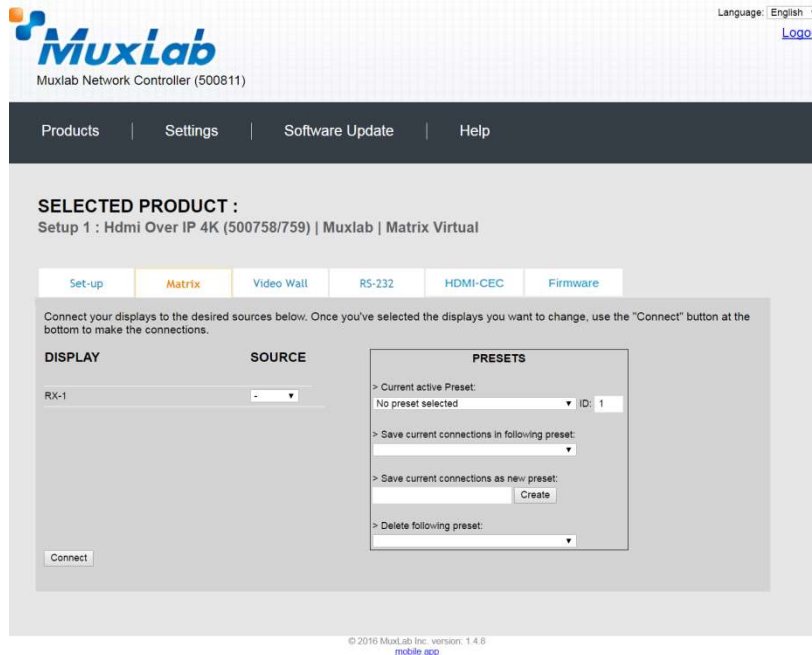 Language: English
Logo
MuxLab
Muxlab Network Controller (500811)
Products | Settings | Software Update | Help
SELECTED PRODUCT :
Setup 1 : Hdmi Over IP 4K (500758/759) | Muxlab | Matrix Virtual
Set-up Matrix Video Wall RS-232 HDMI-CEC Firmware
Connect your displays to the desired sources below. Once you've selected the displays you want to change, use the "Connect" button at the
bottom to make the connections.
DISPLAY SOURCE
RX-1 -
PRESETS
> Current active Preset:
No preset selected ID: 1
> Save current connections in following preset:
> Save current connections as new preset:
Create
> Delete following preset:
Connect
© 2016 MuxLab Inc. version: 1.4.8
mobile app